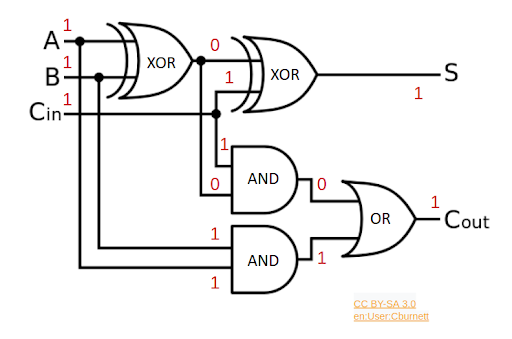 1
A
1
B
1
Cin
XOR
0
1
XOR
S
1
1
0
AND
0
1
1
AND
1
OR
1
Cout
CC BY-SA 3.0
en:User:Cburnett